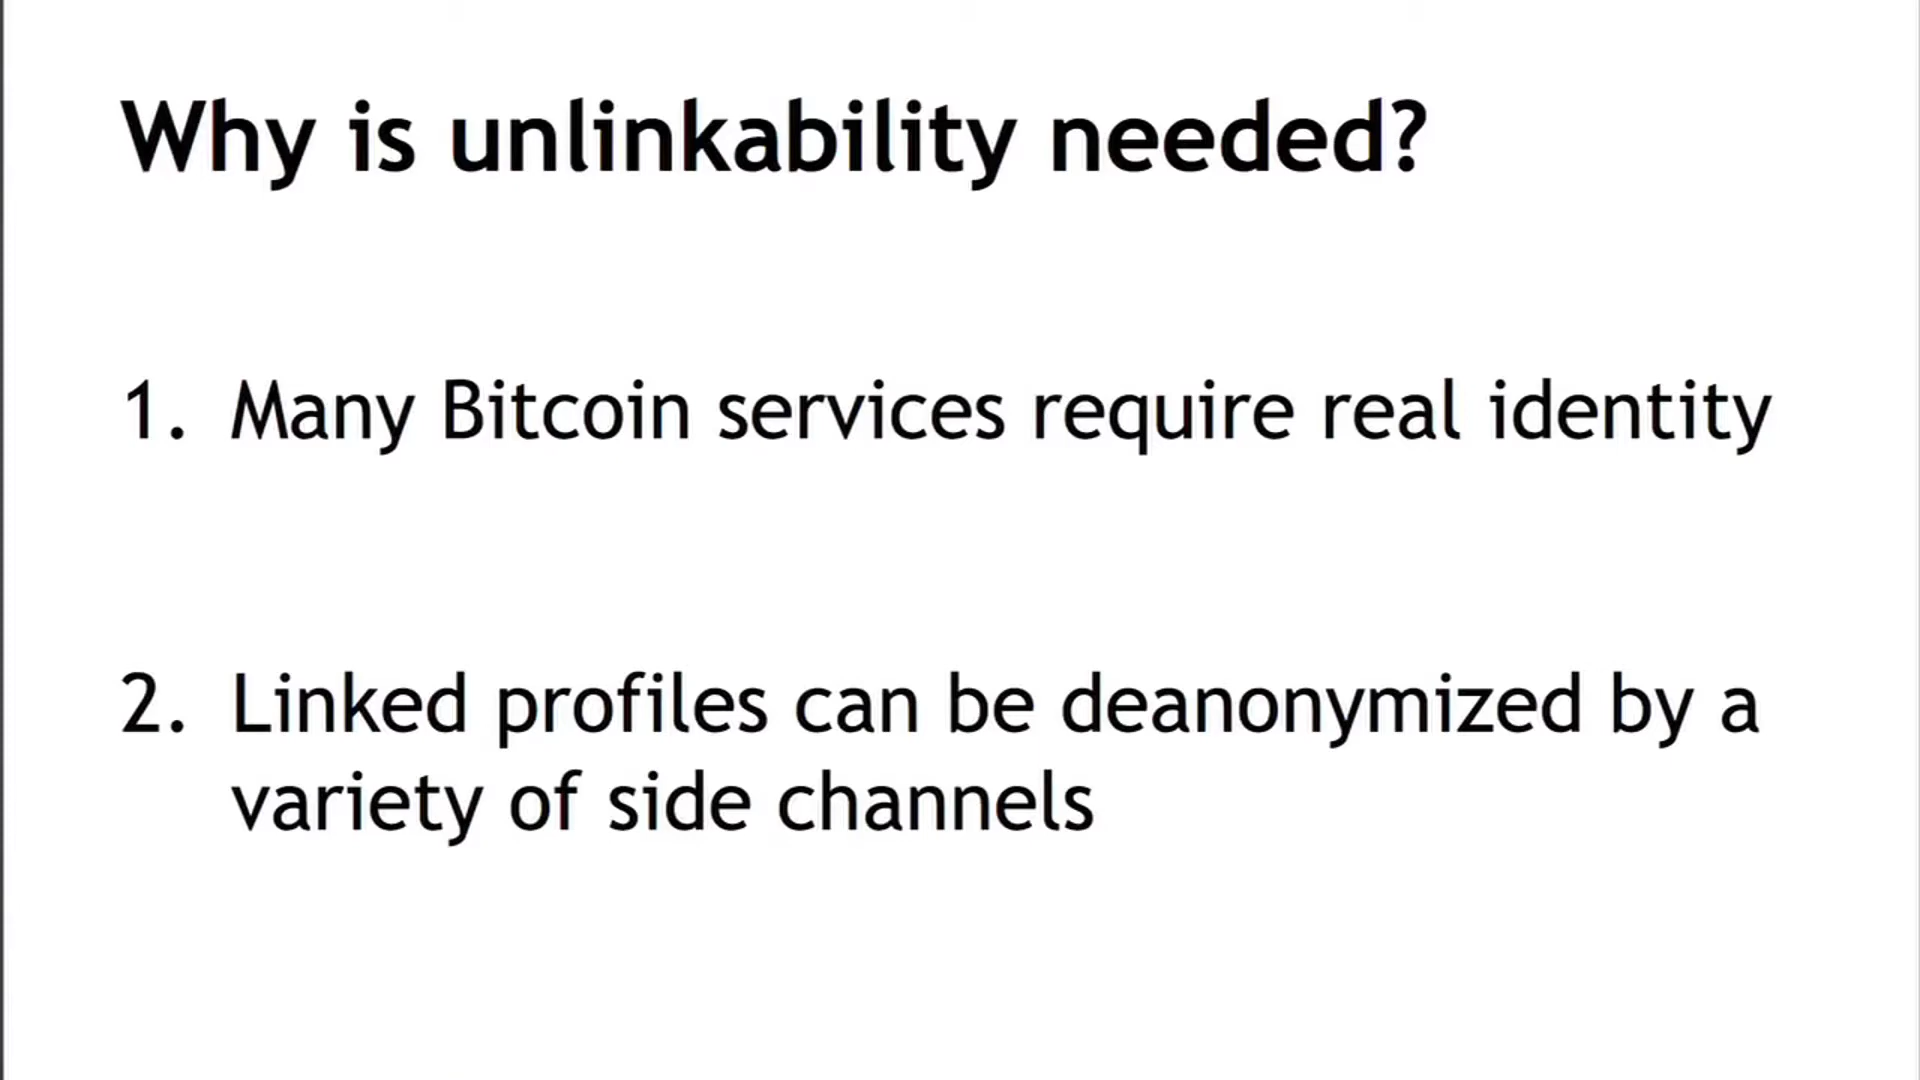 Why is unlinkability needed?
1. Many Bitcoin services require real identity
2. Linked profiles can be deanonymized by a
variety of side channels